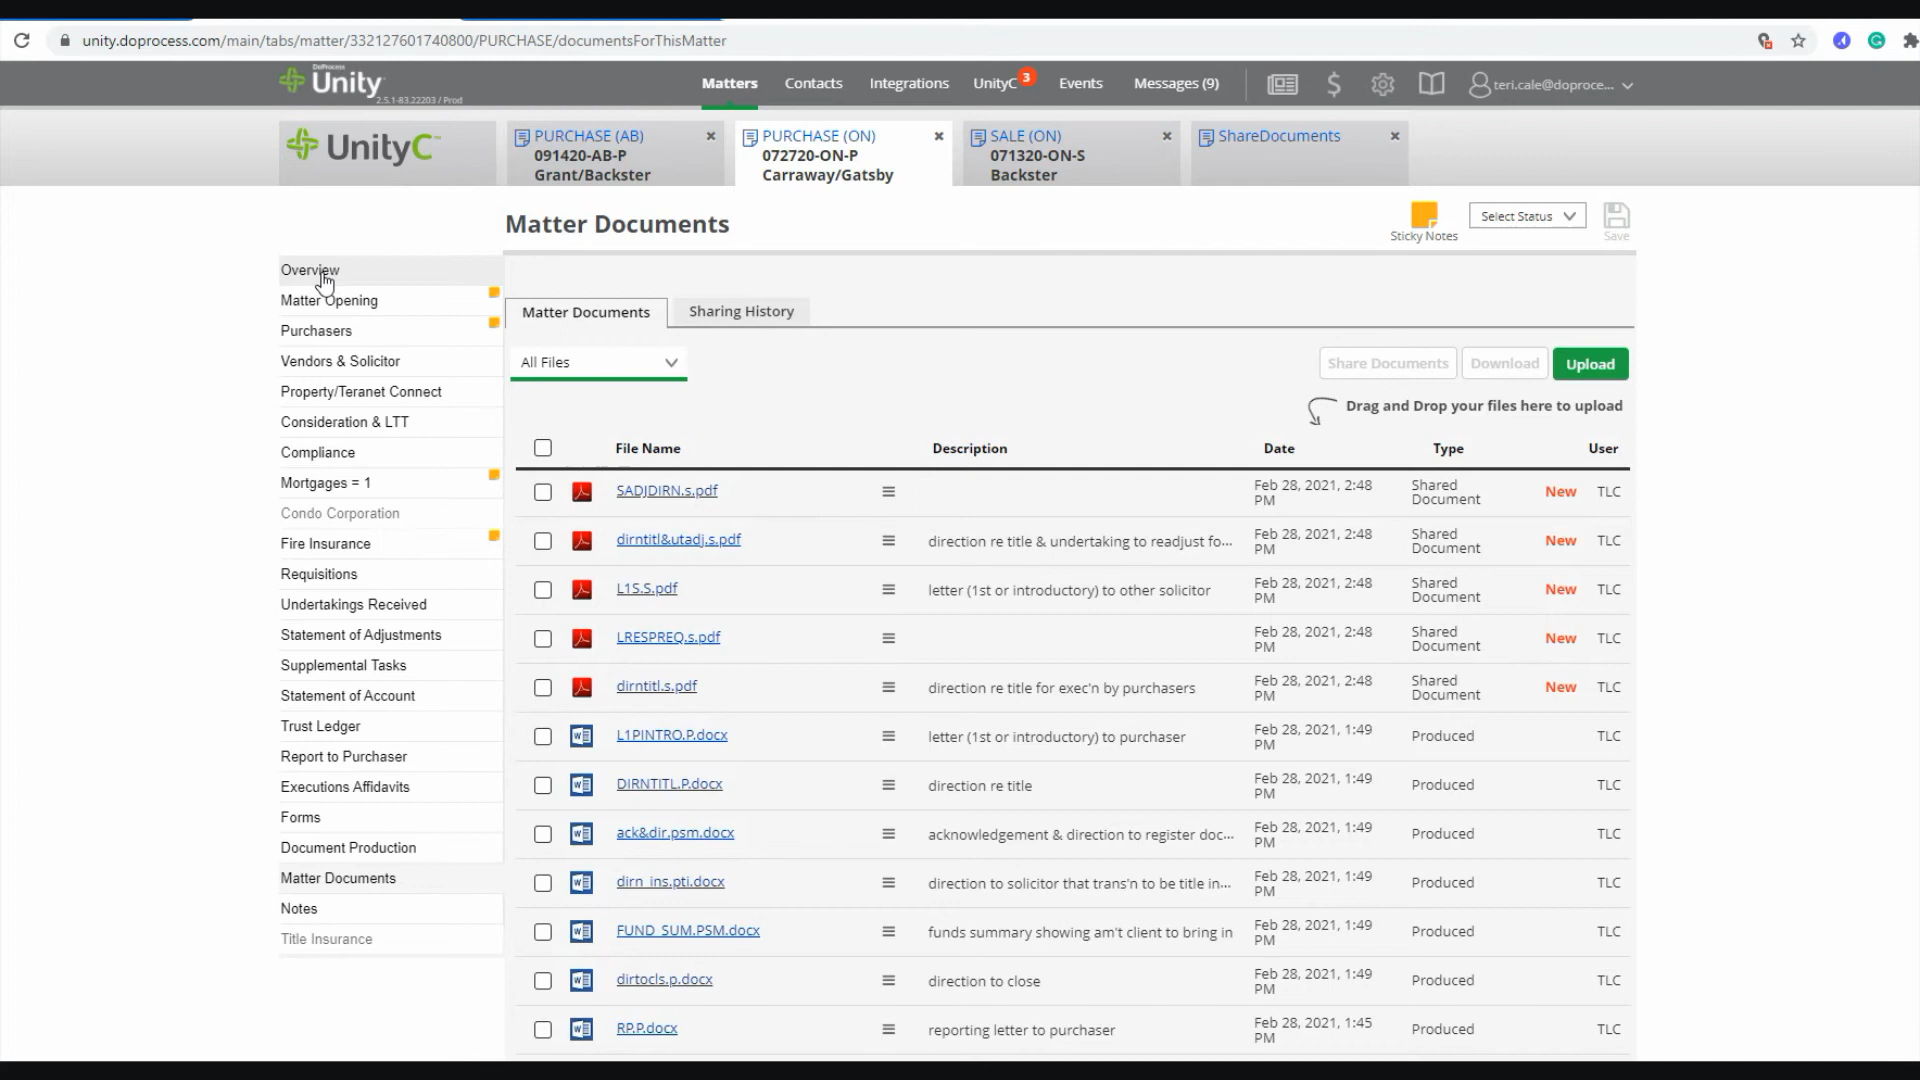 unity.doprocess.com/main/tabs/matter/332127601740800/PURCHASE/documentsForThisMatter
DoProcess
Unity
2.5.1-83.22203 / Prod
Matters
Contacts
Integrations
UnityC 3
Events
Messages (9)
teri.cale@doproce...
UnityC™
PURCHASE (AB)
091420-AB-P
Grant/Backster
PURCHASE (ON)
072720-ON-P
Carraway/Gatsby
SALE (ON)
071320-ON-S
Backster
ShareDocuments
Matter Documents
Sticky Notes
Select Status
Save
Overview
Matter Opening
Purchasers
Vendors & Solicitor
Property/Teranet Connect
Consideration & LTT
Compliance
Mortgages = 1
Condo Corporation
Fire Insurance
Requisitions
Undertakings Received
Statement of Adjustments
Supplemental Tasks
Statement of Account
Trust Ledger
Report to Purchaser
Executions Affidavits
Forms
Document Production
Matter Documents
Notes
Title Insurance
Matter Documents
Sharing History
All Files
Share Documents
Download
Upload
Drag and Drop your files here to upload
File Name Description Date Type User
SADJDIRN.s.pdf Feb 28, 2021, 2:48 PM Shared Document New TLC
dirntitl&utadj.s.pdf direction re title & undertaking to readjust fo... Feb 28, 2021, 2:48 PM Shared Document New TLC
L1S.S.pdf letter (1st or introductory) to other solicitor Feb 28, 2021, 2:48 PM Shared Document New TLC
LRESPREQ.s.pdf Feb 28, 2021, 2:48 PM Shared Document New TLC
dirntitl.s.pdf direction re title for exec'n by purchasers Feb 28, 2021, 2:48 PM Shared Document New TLC
L1PINTRO.P.docx letter (1st or introductory) to purchaser Feb 28, 2021, 1:49 PM Produced TLC
DIRNTITL.P.docx direction re title Feb 28, 2021, 1:49 PM Produced TLC
ack&dir.psm.docx acknowledgement & direction to register doc... Feb 28, 2021, 1:49 PM Produced TLC
dirn_ins.pti.docx direction to solicitor that trans'n to be title in... Feb 28, 2021, 1:49 PM Produced TLC
FUND_SUM.PSM.docx funds summary showing am't client to bring in Feb 28, 2021, 1:49 PM Produced TLC
dirtocls.p.docx direction to close Feb 28, 2021, 1:49 PM Produced TLC
RP.P.docx reporting letter to purchaser Feb 28, 2021, 1:45 PM Produced TLC